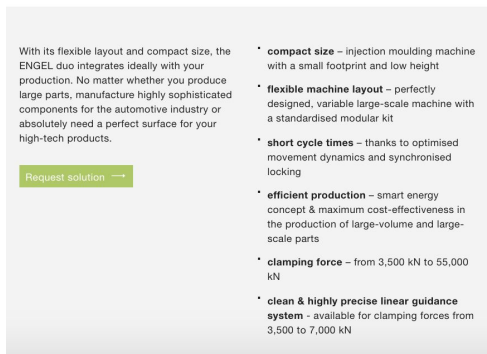 With its flexible layout and compact size, the
ENGEL duo integrates ideally with your
production. No matter whether you produce
large parts, manufacture highly sophisticated
components for the automotive industry or
absolutely need a perfect surface for your
high-tech products.
Request solution →
• compact size – injection moulding machine
with a small footprint and low height
• flexible machine layout – perfectly
designed, variable large-scale machine with
a standardised modular kit
• short cycle times – thanks to optimised
movement dynamics and synchronised
locking
• efficient production – smart energy
concept & maximum cost-effectiveness in
the production of large-volume and large-
scale parts
• clamping force – from 3,500 kN to 55,000
kN
• clean & highly precise linear guidance
system - available for clamping forces from
3,500 to 7,000 kN